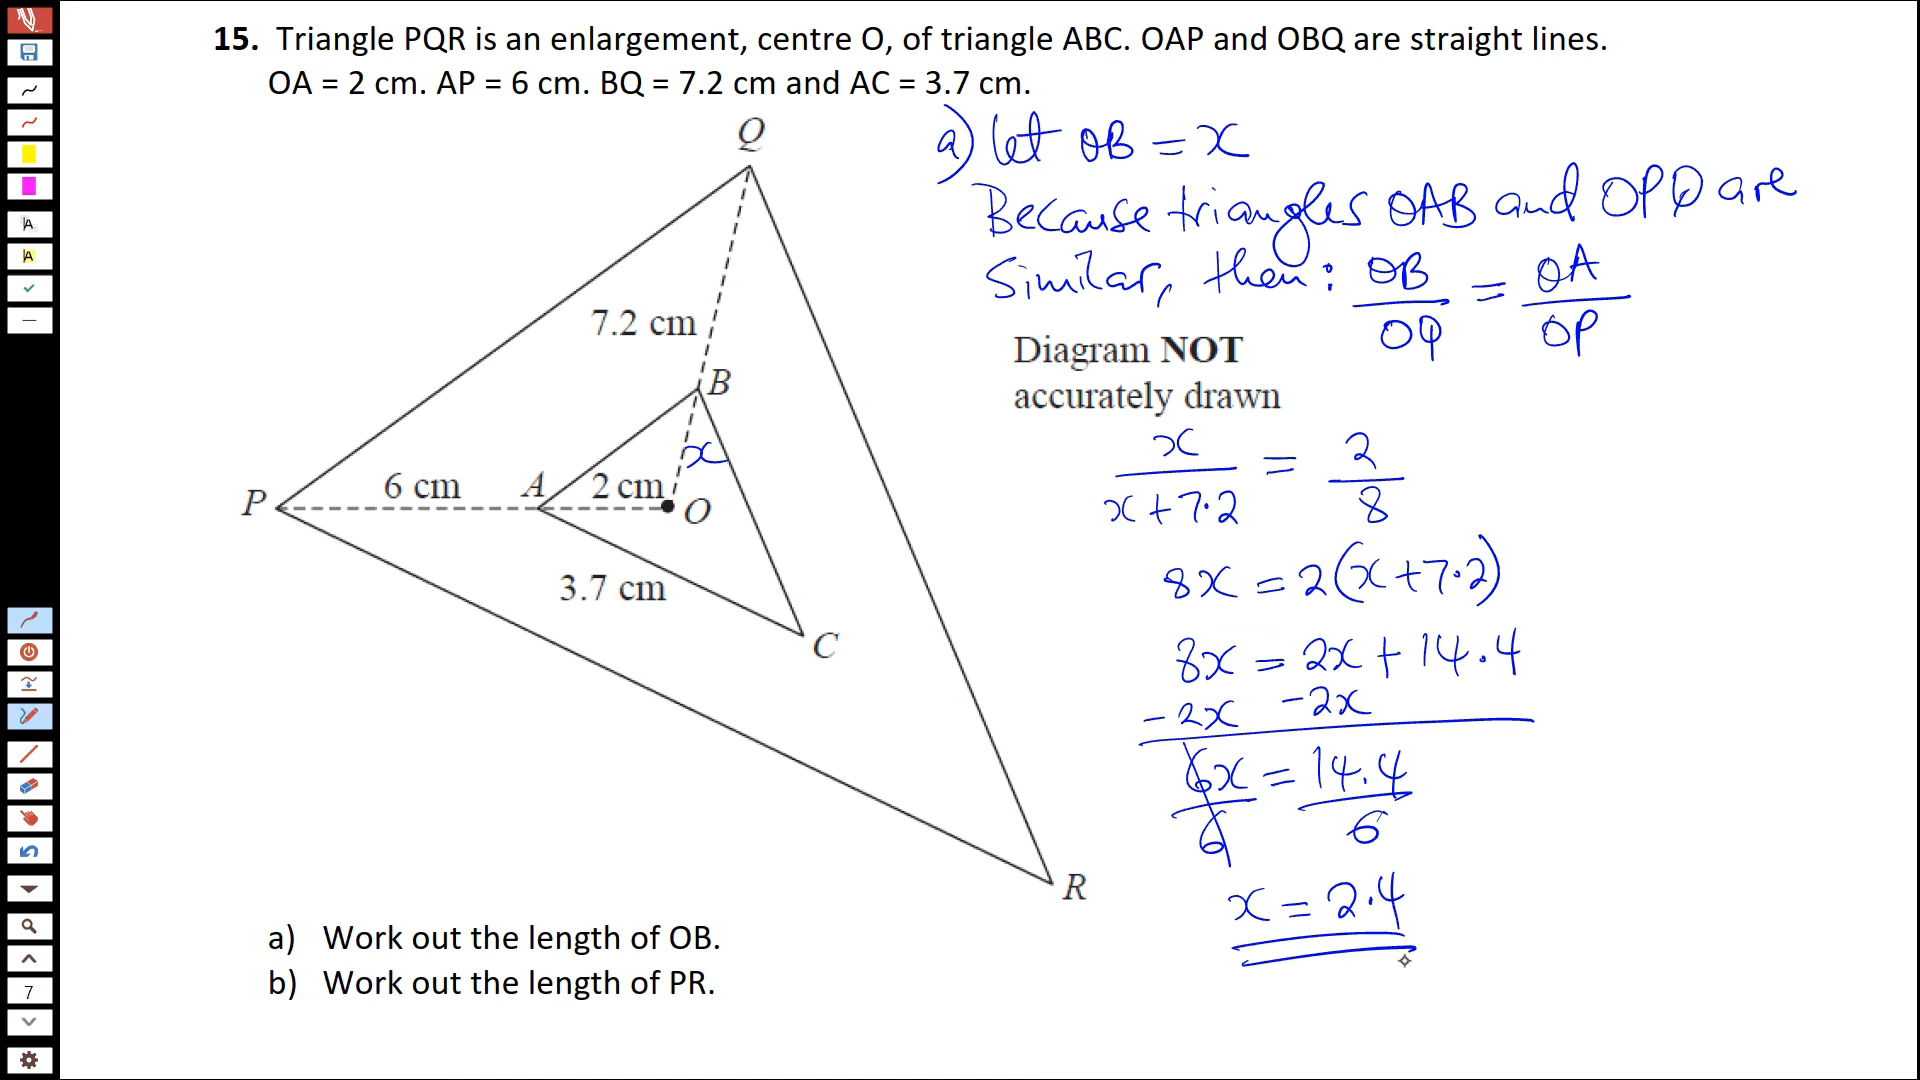 15. Triangle PQR is an enlargement, centre O, of triangle ABC. OAP and OBQ are straight lines.
OA = 2 cm. AP = 6 cm. BQ = 7.2 cm and AC = 3.7 cm.
a) let OB = x
Because triangles OAB and OPQ are
Similar, then: OB/OQ = OA/OP
Q
7.2 cm
B
x
P
6 cm
A
2 cm
O
3.7 cm
C
R
Diagram NOT
accurately drawn
x/(x+7.2) = 2/8
8x = 2(x+7.2)
8x = 2x + 14.4
-2x -2x
6x/6 = 14.4/6
x = 2.4
a) Work out the length of OB.
b) Work out the length of PR.
A
A
7